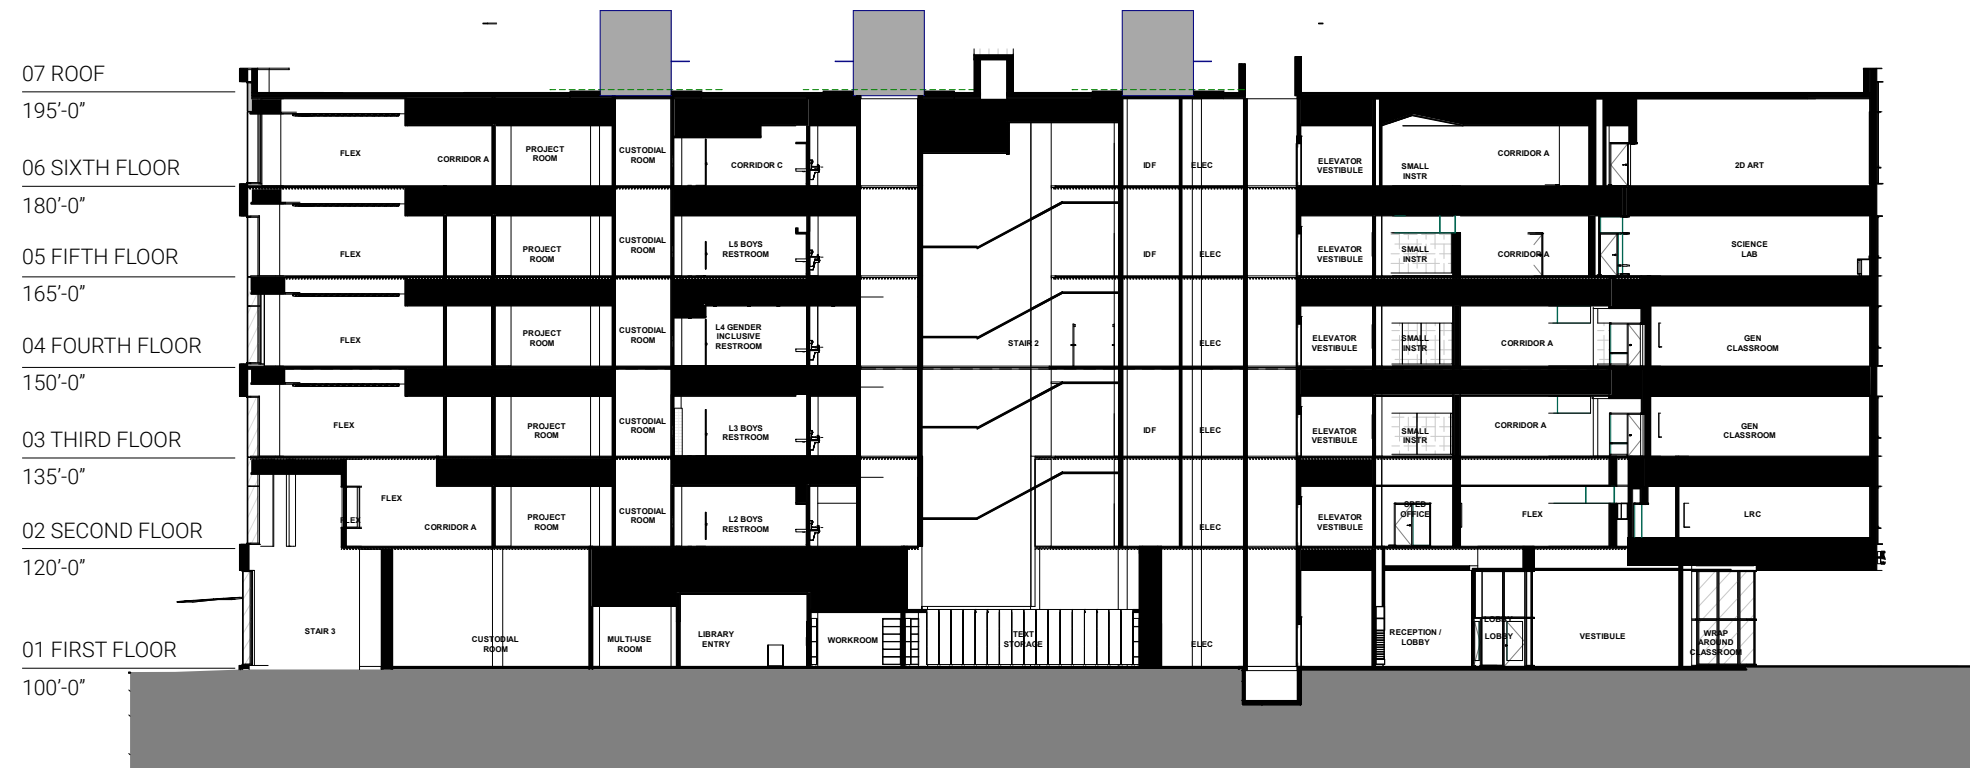 07 ROOF
195'-0"
06 SIXTH FLOOR
180'-0"
05 FIFTH FLOOR
165'-0"
04 FOURTH FLOOR
150'-0"
03 THIRD FLOOR
135'-0"
02 SECOND FLOOR
120'-0"
01 FIRST FLOOR
100'-0"
FLEX
CORRIDOR A
PROJECT
ROOM
CUSTODIAL
ROOM
CORRIDOR C
IDF
ELEC
ELEVATOR
VESTIBULE
SMALL
INSTR
CORRIDOR A
2D ART
FLEX
PROJECT
ROOM
CUSTODIAL
ROOM
L5 BOYS
RESTROOM
IDF
ELEC
ELEVATOR
VESTIBULE
SMALL
INSTR
CORRIDOR A
SCIENCE
LAB
FLEX
PROJECT
ROOM
CUSTODIAL
ROOM
L4 GENDER
INCLUSIVE
RESTROOM
STAIR 2
ELEC
ELEVATOR
VESTIBULE
SMALL
INSTR
CORRIDOR A
GEN
CLASSROOM
FLEX
PROJECT
ROOM
CUSTODIAL
ROOM
L3 BOYS
RESTROOM
IDF
ELEC
ELEVATOR
VESTIBULE
SMALL
INSTR
CORRIDOR A
GEN
CLASSROOM
FLEX
FLEX
CORRIDOR A
PROJECT
ROOM
CUSTODIAL
ROOM
L2 BOYS
RESTROOM
ELEC
ELEVATOR
VESTIBULE
SPED
OFFICE
FLEX
LRC
STAIR 3
CUSTODIAL
ROOM
MULTI-USE
ROOM
LIBRARY
ENTRY
WORKROOM
TEXT
STORAGE
ELEC
RECEPTION /
LOBBY
LOBBY
LOBBY
VESTIBULE
WRAP
AROUND
CLASSROOM